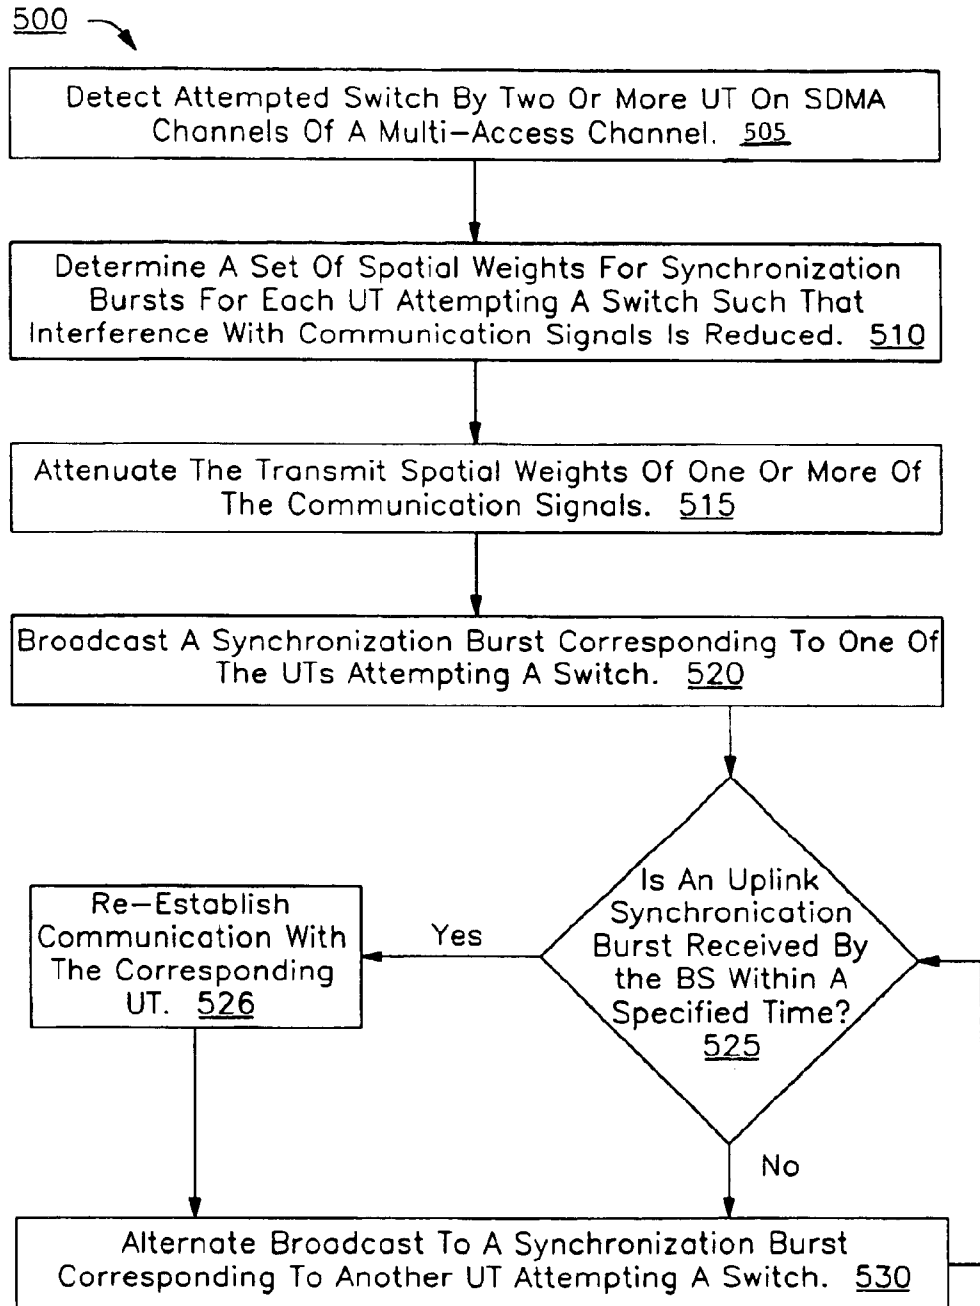 500
Detect Attempted Switch By Two Or More UT On SDMA
Channels Of A Multi-Access Channel. 505
Determine A Set Of Spatial Weights For Synchronization
Bursts For Each UT Attempting A Switch Such That
Interference With Communication Signals Is Reduced. 510
Attenuate The Transmit Spatial Weights Of One Or More Of
The Communication Signals. 515
Broadcast A Synchronization Burst Corresponding To One Of
The UTs Attempting A Switch. 520
Is An Uplink
Synchronication
Burst Received By
the BS Within A
Specified Time?
525
Yes
Re-Establish
Communication With
The Corresponding
UT. 526
No
Alternate Broadcast To A Synchronization Burst
Corresponding To Another UT Attempting A Switch. 530